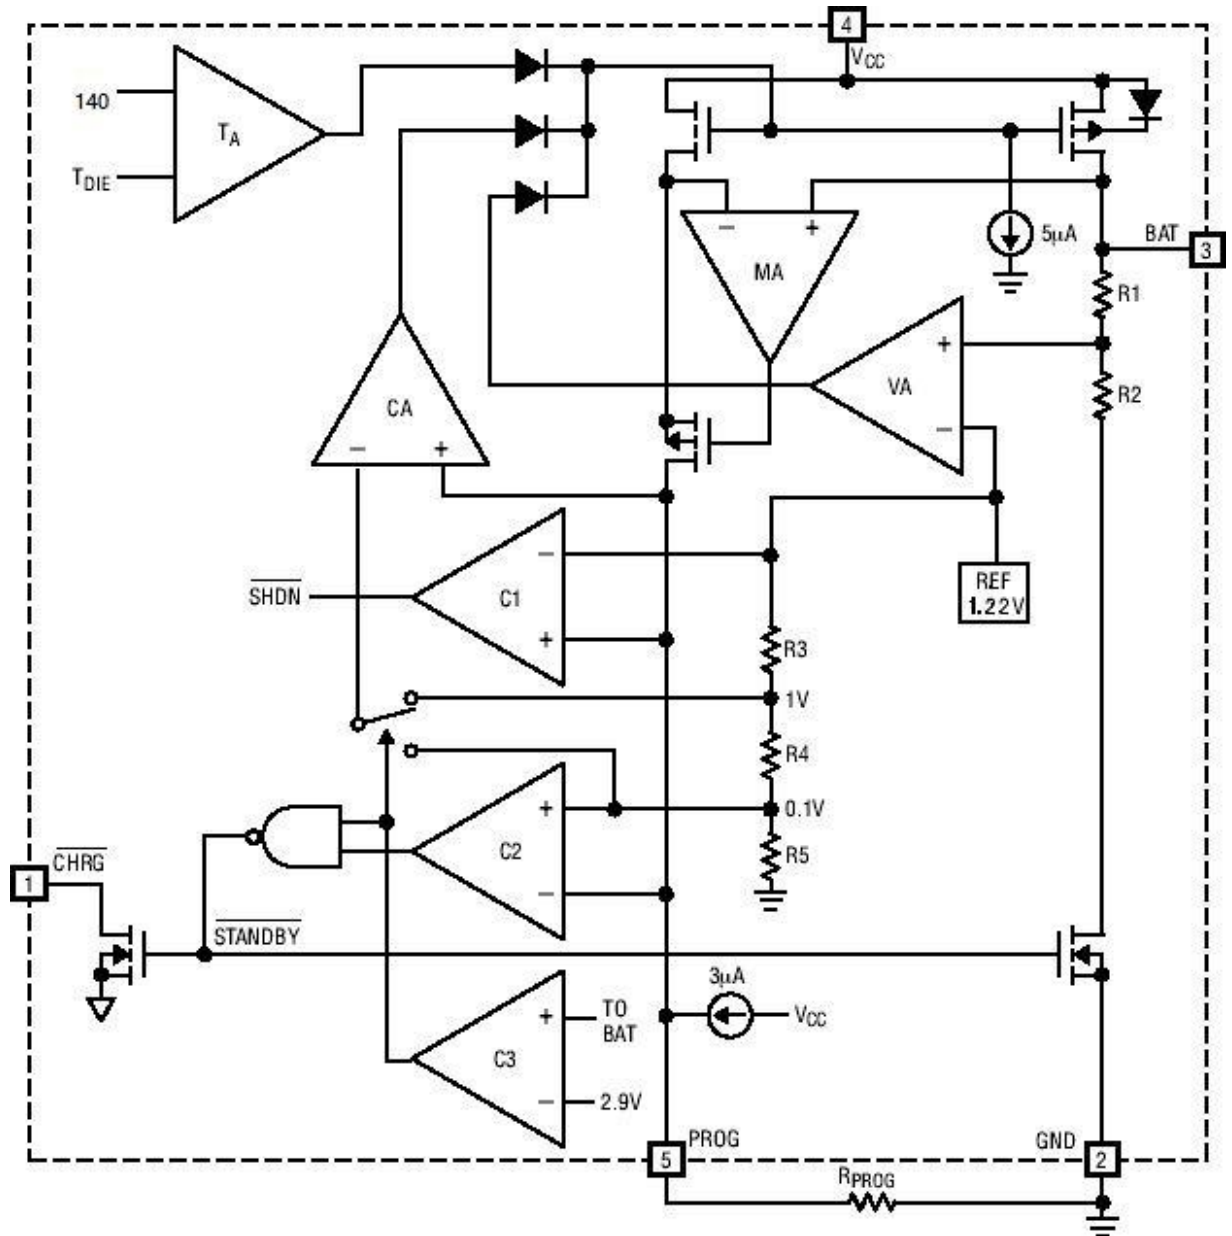 4
VCC
140
TA
TDIE
− +
MA
5µA
BAT
3
R1
+
VA
−
R2
CA
− +
−
C1
+
SHDN
REF
1.22V
R3
1V
R4
0.1V
R5
+
C2
−
CHRG
1
STANDBY
3µA
VCC
+
C3
−
TO
BAT
2.9V
PROG
5
GND
2
RPROG